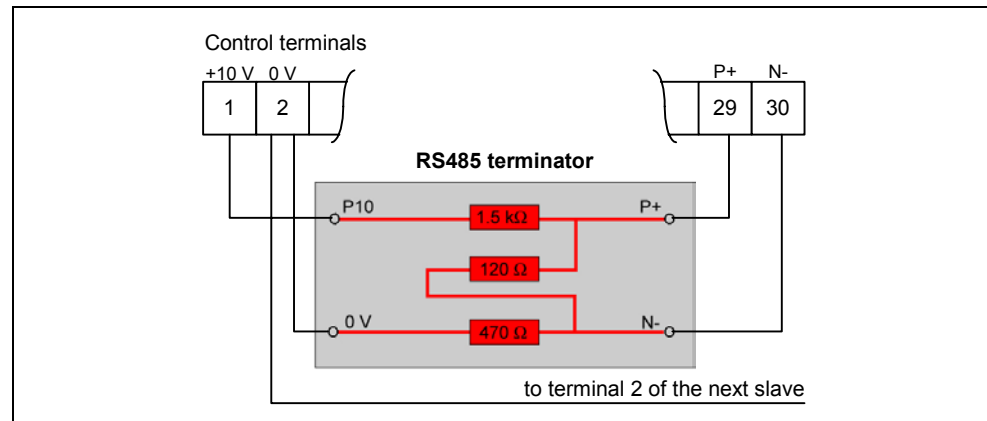 Control terminals
+10 V 0 V P+ N-
1 2 29 30
RS485 terminator
P10 1.5 kΩ P+
120 Ω
0 V 470 Ω N-
to terminal 2 of the next slave